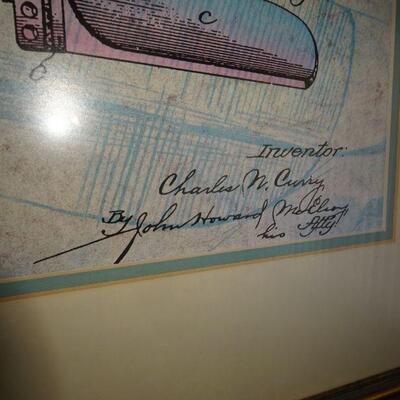 c
Inventor:
Charles W. Curry
By John Howard McElroy
his Atty.